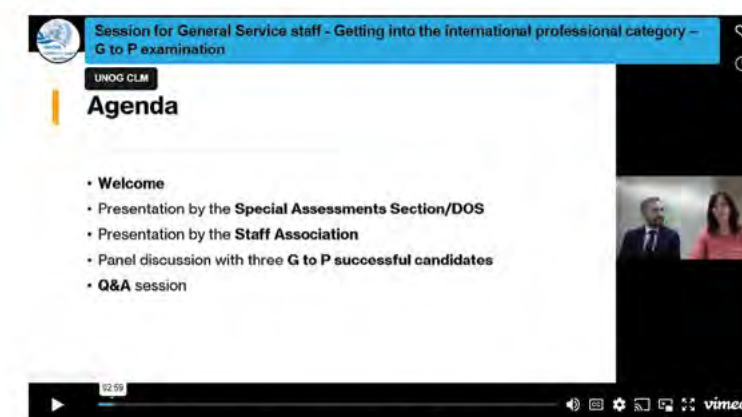 Session for General Service staff - Getting into the international professional category –
G to P examination
UNOG CLM
Agenda
• Welcome
• Presentation by the Special Assessments Section/DOS
• Presentation by the Staff Association
• Panel discussion with three G to P successful candidates
• Q&A session
02:59
CC